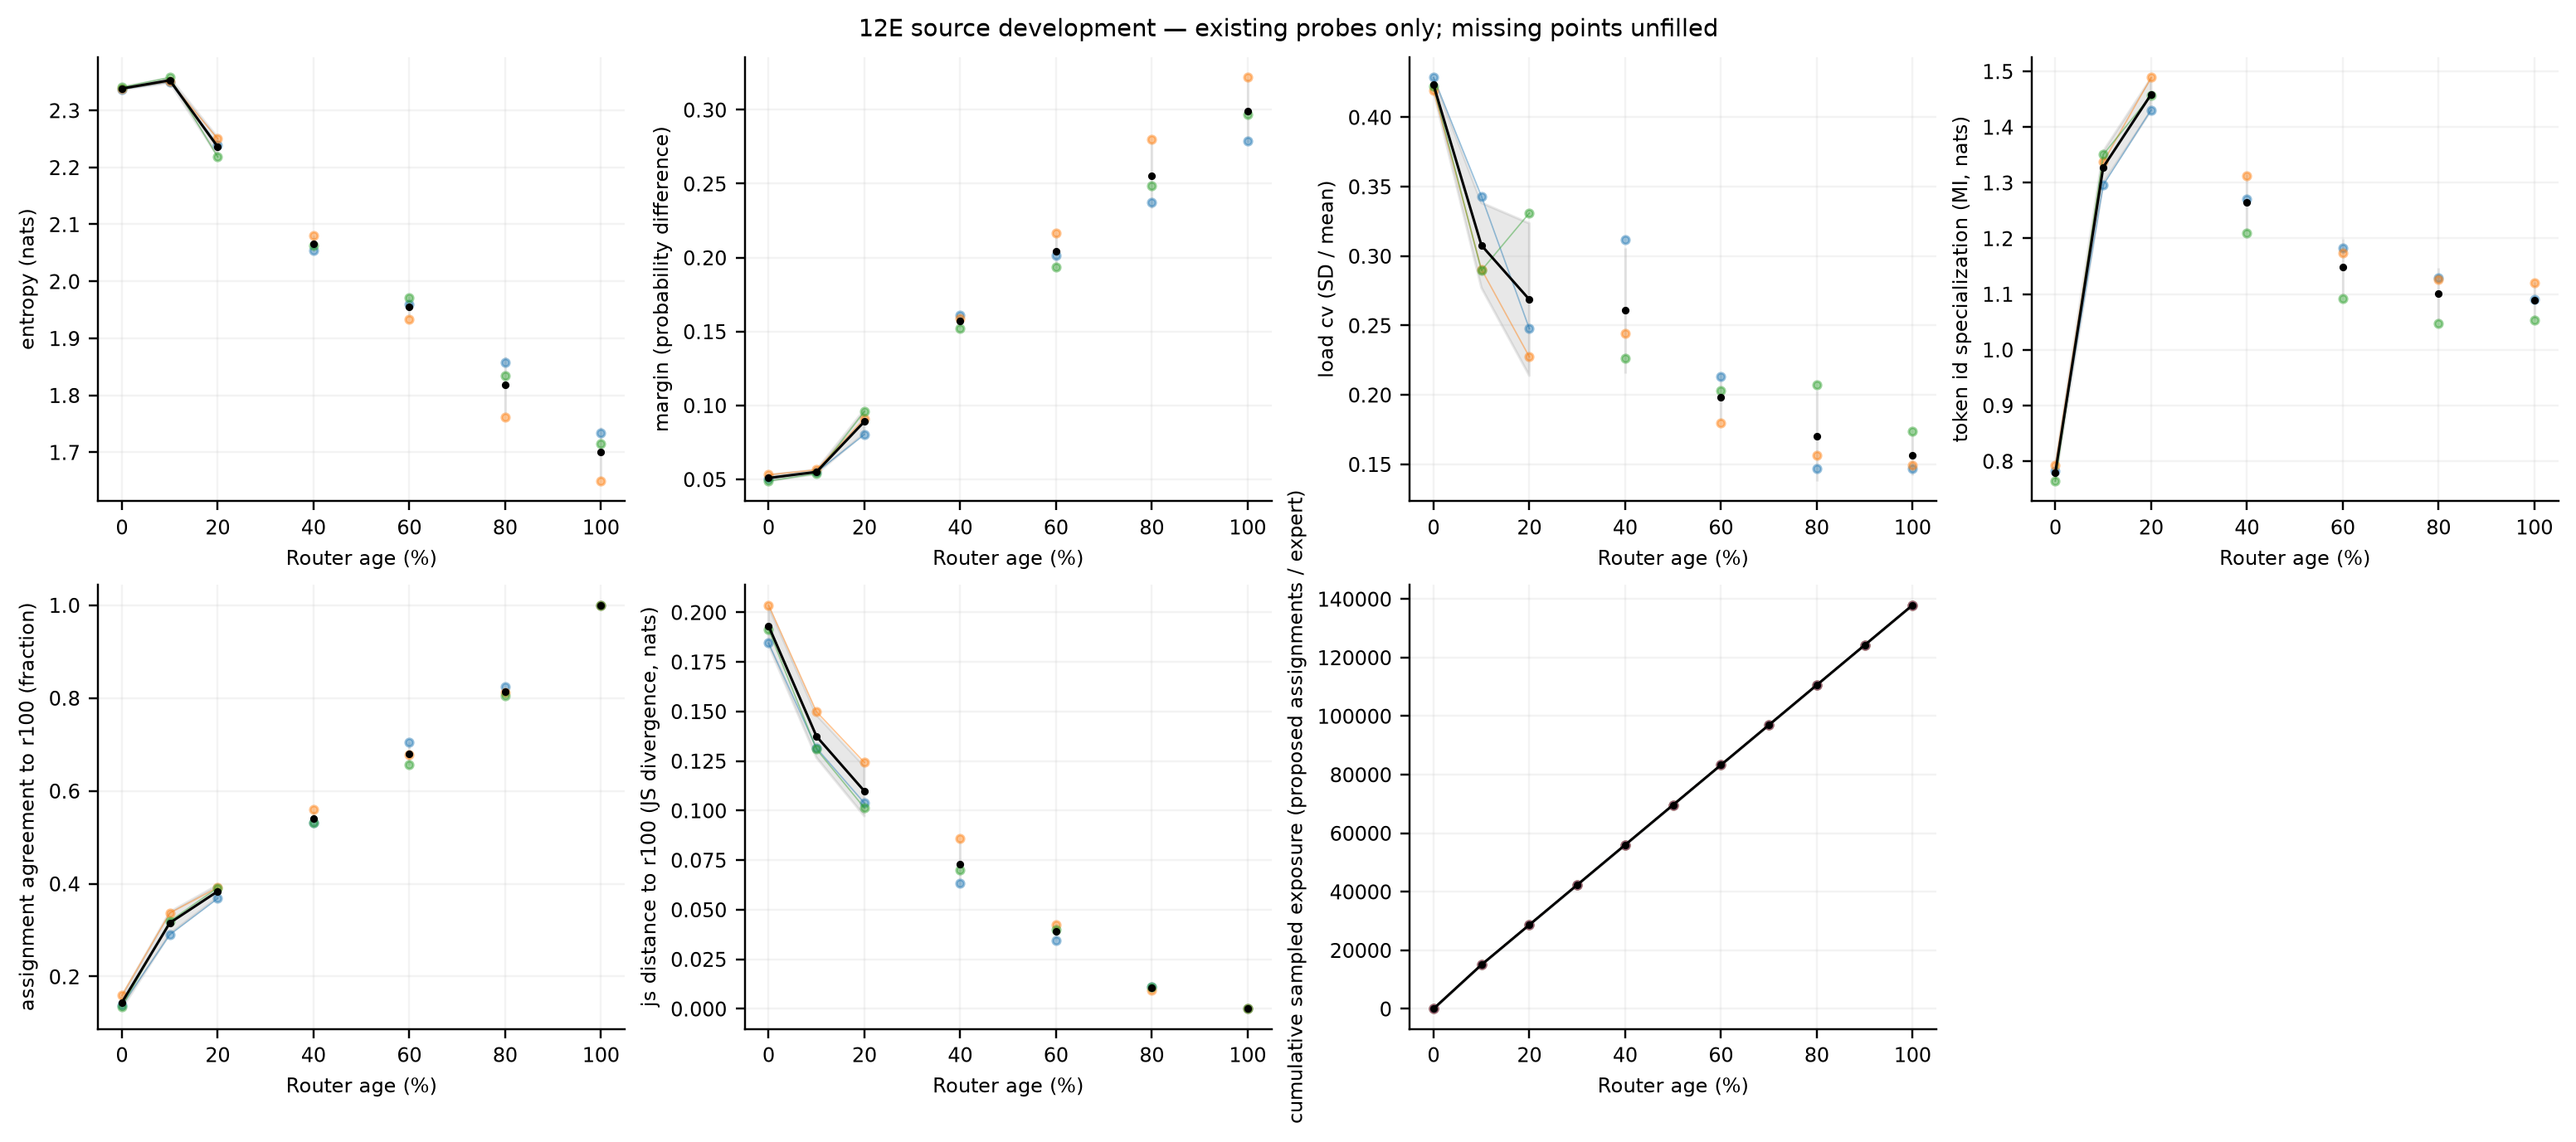 12E source development — existing probes only; missing points unfilled
entropy (nats)
2.3
2.2
2.1
2.0
1.9
1.8
1.7
0 20 40 60 80 100
Router age (%)
margin (probability difference)
0.30
0.25
0.20
0.15
0.10
0.05
0 20 40 60 80 100
Router age (%)
load cv (SD / mean)
0.40
0.35
0.30
0.25
0.20
0.15
0 20 40 60 80 100
Router age (%)
token id specialization (MI, nats)
1.5
1.4
1.3
1.2
1.1
1.0
0.9
0.8
0 20 40 60 80 100
Router age (%)
assignment agreement to r100 (fraction)
1.0
0.8
0.6
0.4
0.2
0 20 40 60 80 100
Router age (%)
js distance to r100 (JS divergence, nats)
0.200
0.175
0.150
0.125
0.100
0.075
0.050
0.025
0.000
0 20 40 60 80 100
Router age (%)
cumulative sampled exposure (proposed assignments / expert)
140000
120000
100000
80000
60000
40000
20000
0
0 20 40 60 80 100
Router age (%)